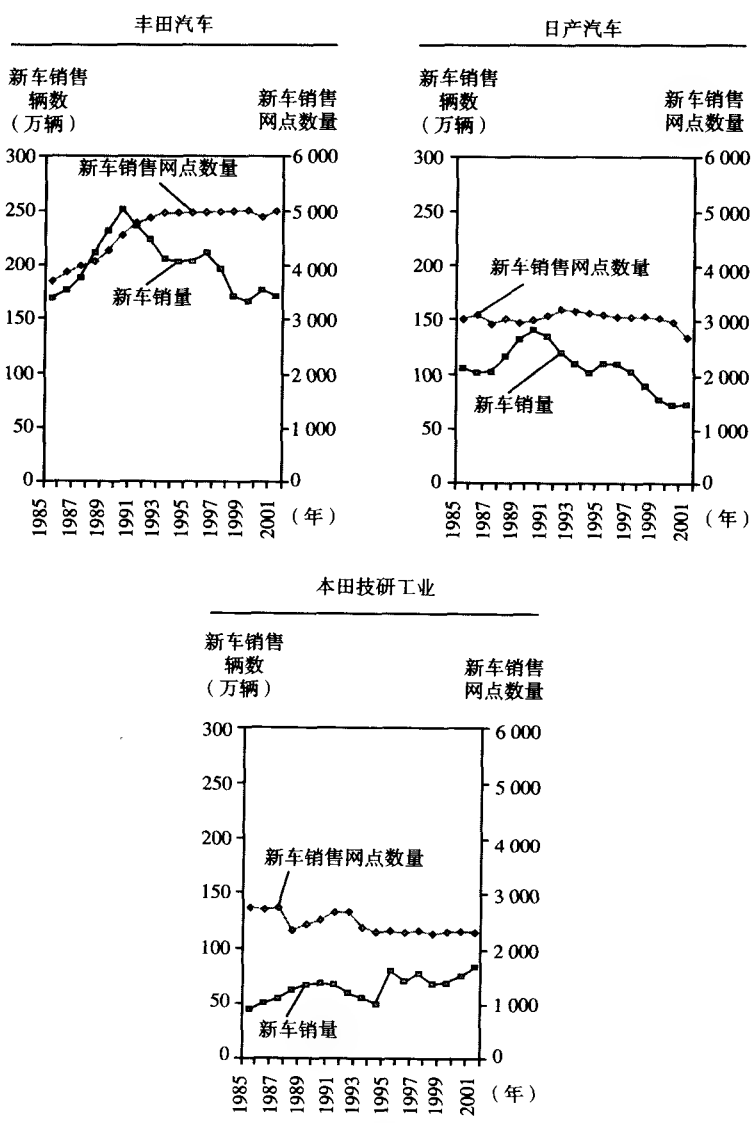 丰田汽车
新车销售
辆数
（万辆）
新车销售
网点数量
300
250
200
150
100
50
0
6 000
5 000
4 000
3 000
2 000
1 000
0
新车销售网点数量
新车销量
1985
1987
1989
1991
1993
1995
1997
1999
2001
（年）
日产汽车
新车销售
辆数
（万辆）
新车销售
网点数量
300
250
200
150
100
50
0
6 000
5 000
4 000
3 000
2 000
1 000
0
新车销售网点数量
新车销量
1985
1987
1989
1991
1993
1995
1997
1999
2001
（年）
本田技研工业
新车销售
辆数
（万辆）
新车销售
网点数量
300
250
200
150
100
50
0
6 000
5 000
4 000
3 000
2 000
1 000
0
新车销售网点数量
新车销量
1985
1987
1989
1991
1993
1995
1997
1999
2001
（年）